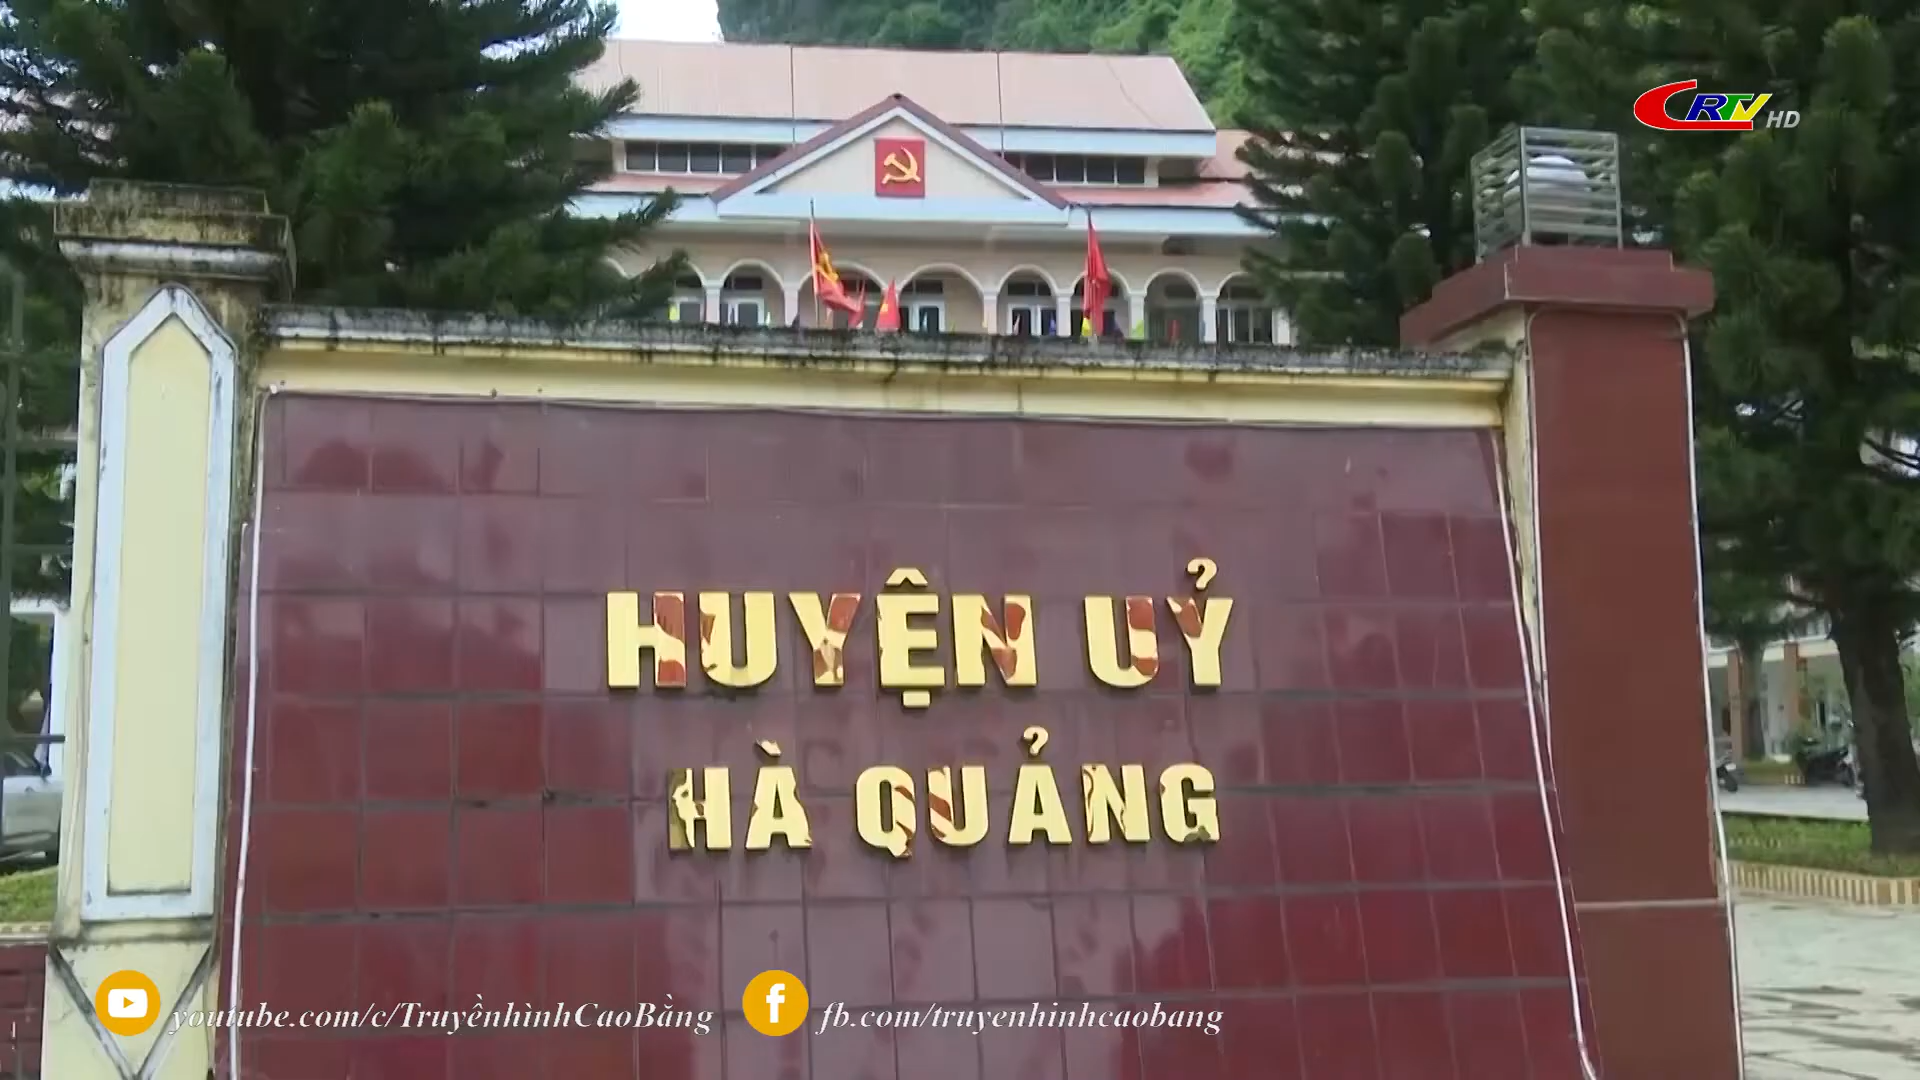 CRTV HD
HUYỆN UỶ
HÀ QUẢNG
youtube.com/c/TruyềnhìnhCaoBằng
fb.com/truyenhinhcaobang